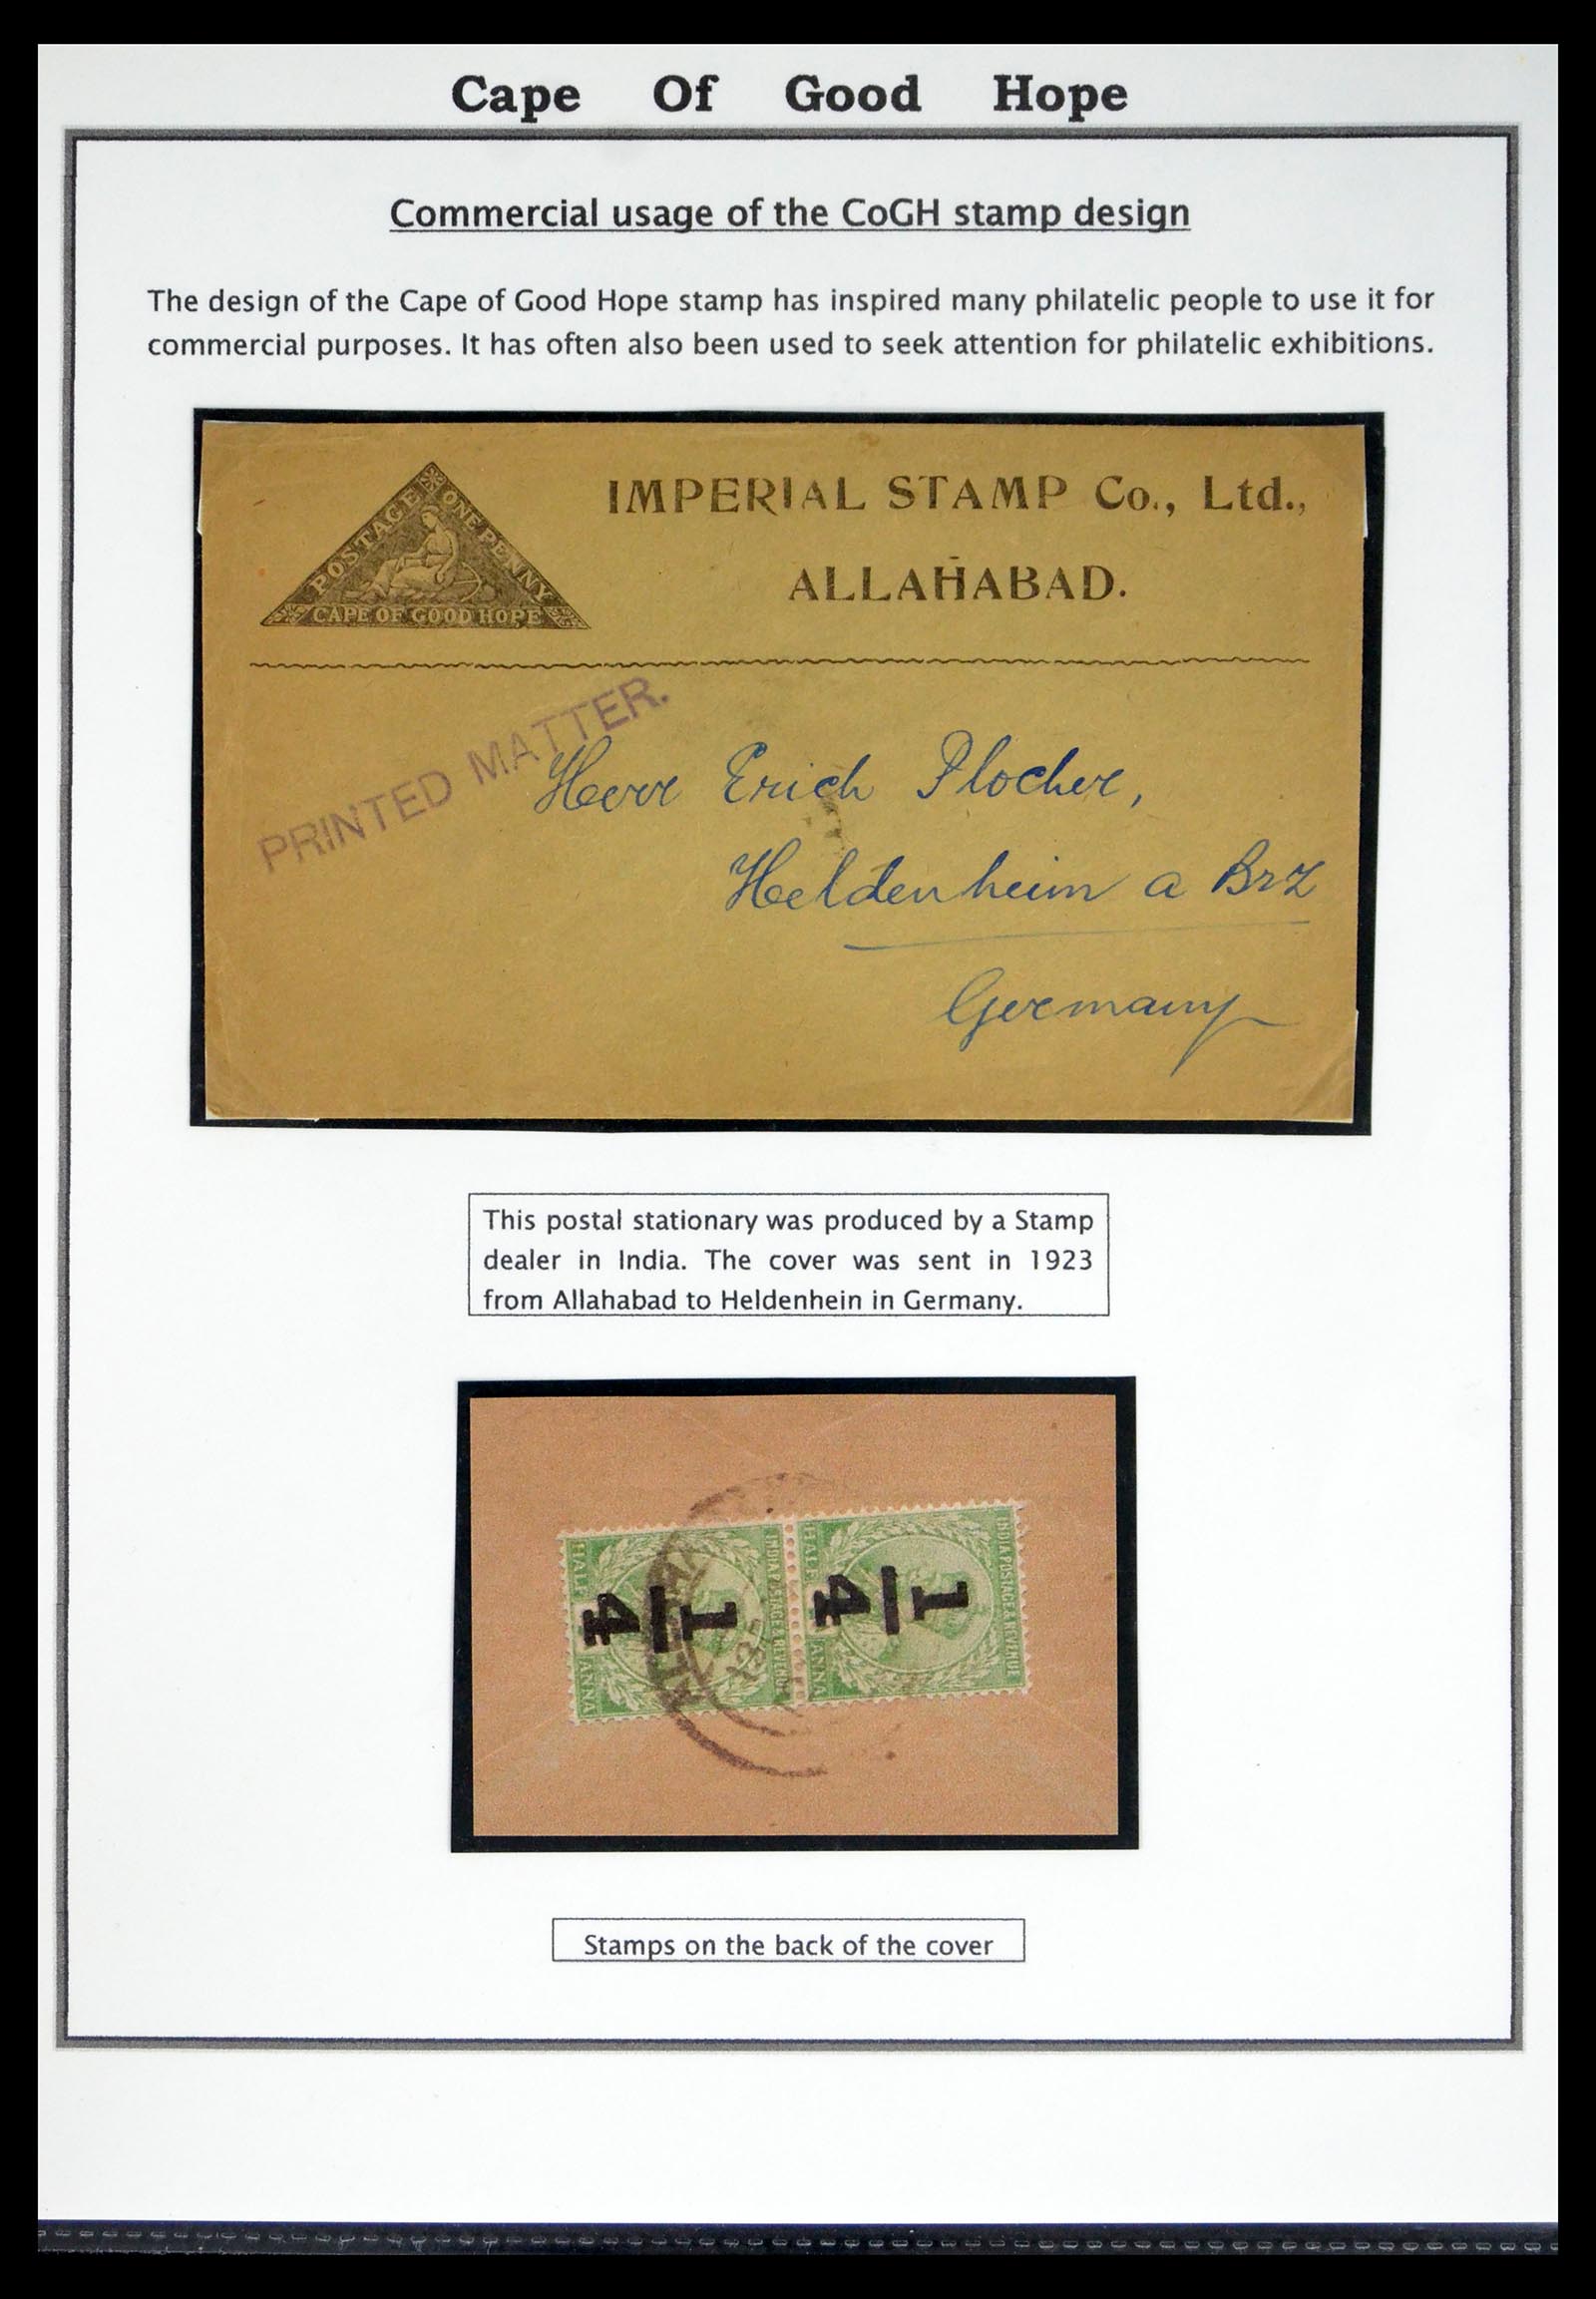 Cape Of Good Hope
Commercial usage of the CoGH stamp design
The design of the Cape of Good Hope stamp has inspired many philatelic people to use it for
commercial purposes. It has often also been used to seek attention for philatelic exhibitions.
POSTAGE
ONE PENNY
CAPE OF GOOD HOPE
IMPERIAL STAMP Co., Ltd.,
ALLAHABAD.
PRINTED MATTER.
Herr Erich Plocher,
Heldenheim a Brz
Germany
This postal stationary was produced by a Stamp
dealer in India. The cover was sent in 1923
from Allahabad to Heldenhein in Germany.
INDIA POSTAGE & REVENUE
1
4
HALF ANNA
INDIA POSTAGE & REVENUE
1
4
HALF ANNA
Stamps on the back of the cover